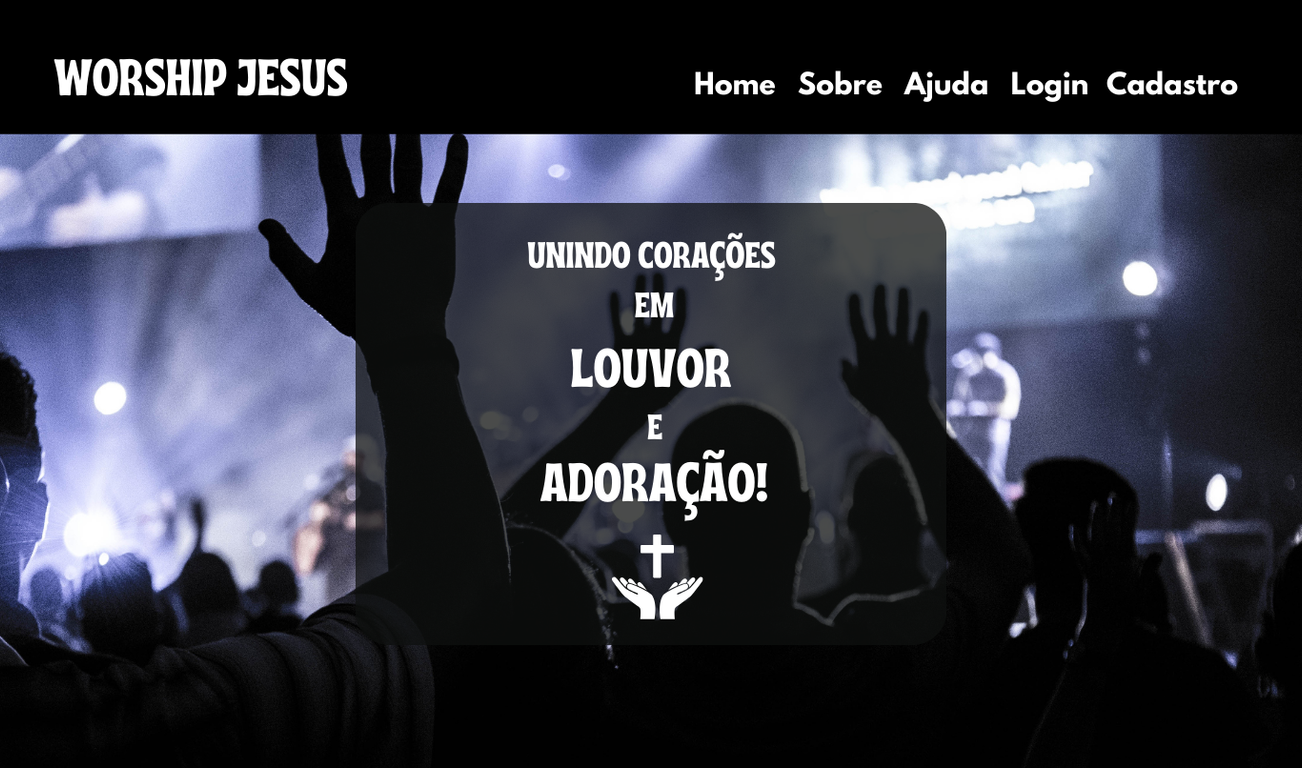 WORSHIP JESUS
Home Sobre Ajuda Login Cadastro
UNINDO CORAÇÕES
EM
LOUVOR
E
ADORAÇÃO!